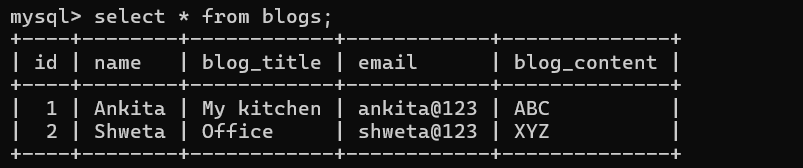 mysql> select * from blogs;
+----+--------+------------+-----------+--------------+
| id | name   | blog_title | email      | blog_content |
+----+--------+------------+-----------+--------------+
|  1 | Ankita | My kitchen | ankita@123 | ABC          |
|  2 | Shweta | Office     | shweta@123 | XYZ          |
+----+--------+------------+-----------+--------------+